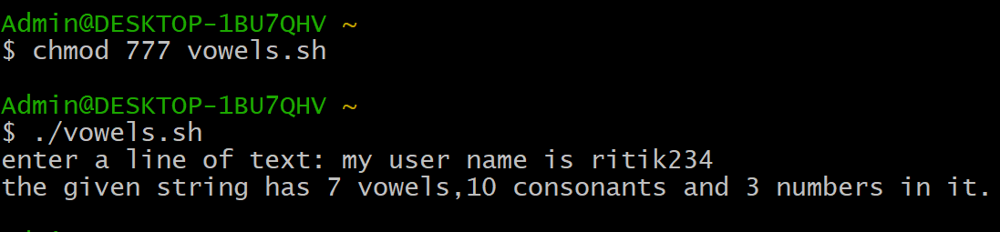 Admin@DESKTOP-1BU7QHV ~
$ chmod 777 vowels.sh
Admin@DESKTOP-1BU7QHV ~
$ ./vowels.sh
enter a line of text: my user name is ritik234
the given string has 7 vowels,10 consonants and 3 numbers in it.